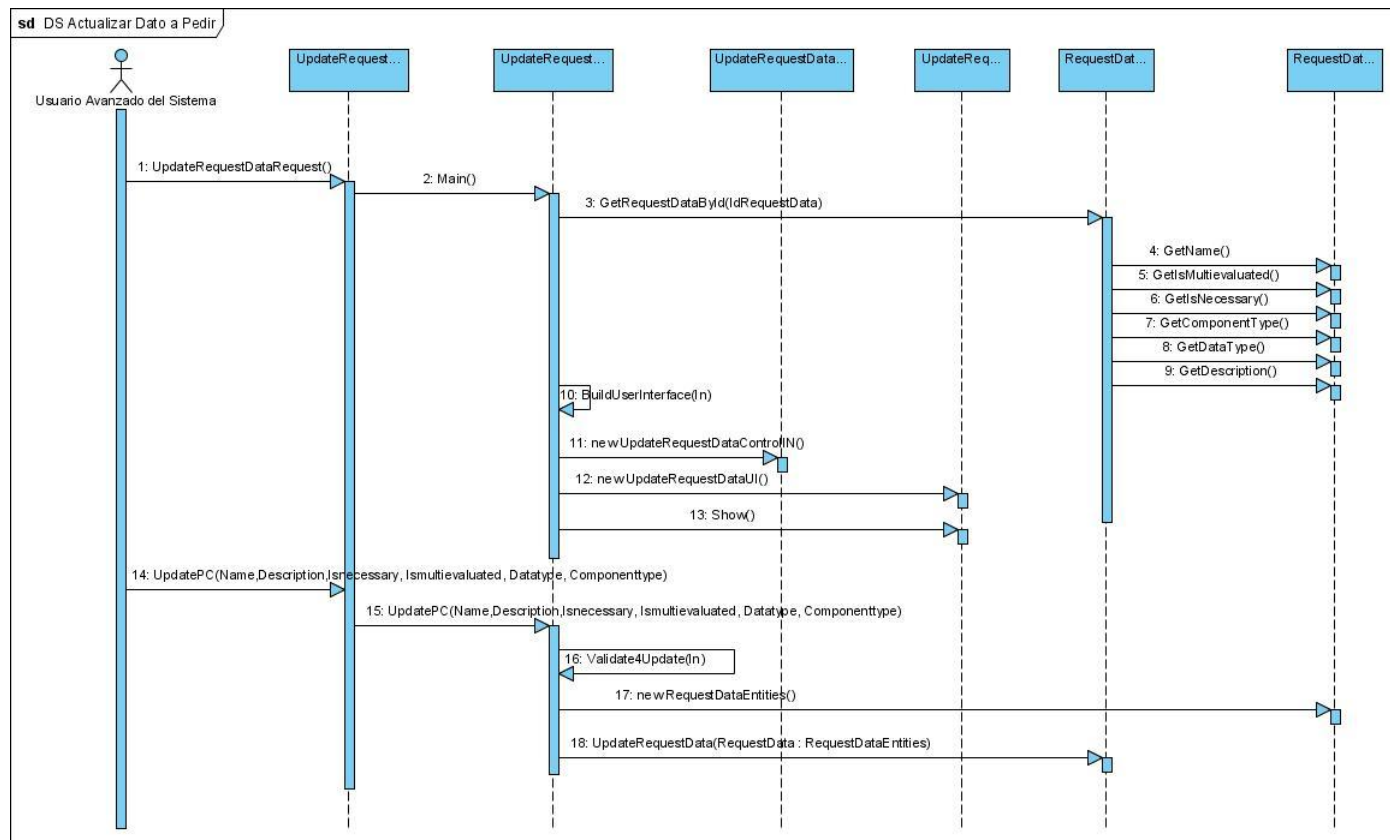 sd DS Actualizar Dato a Pedir
UpdateRequest...
UpdateRequest...
UpdateRequestData...
UpdateReq...
RequestDat...
RequestDat...
Usuario Avanzado del Sistema
1: UpdateRequestDataRequest()
2: Main()
3: GetRequestDataById(IdRequestData)
4: GetName()
5: GetIsMultievaluated()
6: GetIsNecessary()
7: GetComponentType()
8: GetDataType()
9: GetDescription()
10: BuildUserInterface(In)
11: newUpdateRequestDataControlIN()
12: newUpdateRequestDataUI()
13: Show()
14: UpdatePC(Name,Description,Isnecessary, Ismultievaluated, Datatype, Componenttype)
15: UpdatePC(Name,Description,Isnecessary, Ismultievaluated, Datatype, Componenttype)
16: Validate4Update(In)
17: newRequestDataEntities()
18: UpdateRequestData(RequestData : RequestDataEntities)